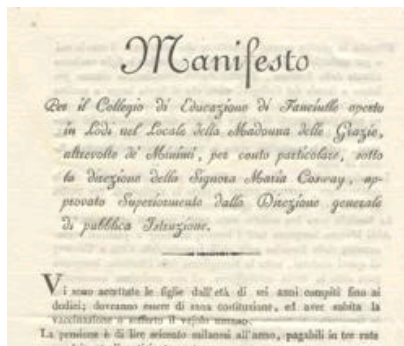 Manifesto
Per il Collegio di Educazione di Fanciulle aperto
in Lodi nel Locale della Madonna delle Grazie,
altrevolte de' Minimi, per conto particolare, sotto
la direzione della Signora Maria Cosway, ap-
provato Superiormente dalla Direzione generale
di pubblica Istruzione.
Vi sono accettate le figlie dall'età di sei anni compiti fino ai
dodici; dovranno essere di sana costituzione, ed aver subita la
vaccinazione o sofferto il vajuolo umano.
La pensione è di lire seicento milanesi all'anno, pagabili in tre rate